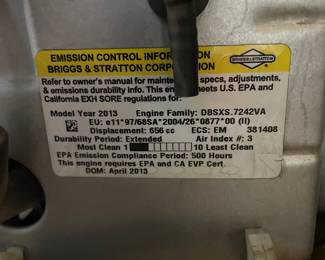 EMISSION CONTROL INFORMATION
BRIGGS & STRATTON CORPORATION
BRIGGS & STRATTON
Refer to owner's manual for maintenance specs, adjustments,
& emissions durability info. This engine meets U.S. EPA and
California EXH SORE regulations for:
Model Year 2013 Engine Family: DBSXS.7242VA
EU: e11*97/68SA*2004/26*0877*00 (II)
Displacement: 656 cc ECS: EM 381408
Durability Period: Extended Air Index #: 3
Most Clean 1 10 Least Clean
EPA Emission Compliance Period: 500 Hours
This engine meets EPA and CA EVP Cert.
DOM: April 2013